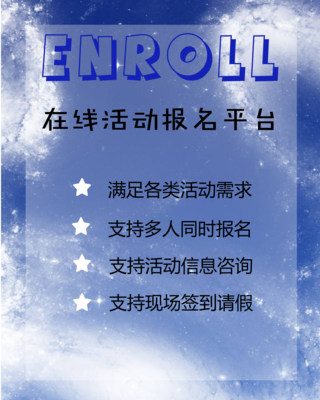 ENROLL
在线活动报名平台
满足各类活动需求
支持多人同时报名
支持活动信息咨询
支持现场签到请假